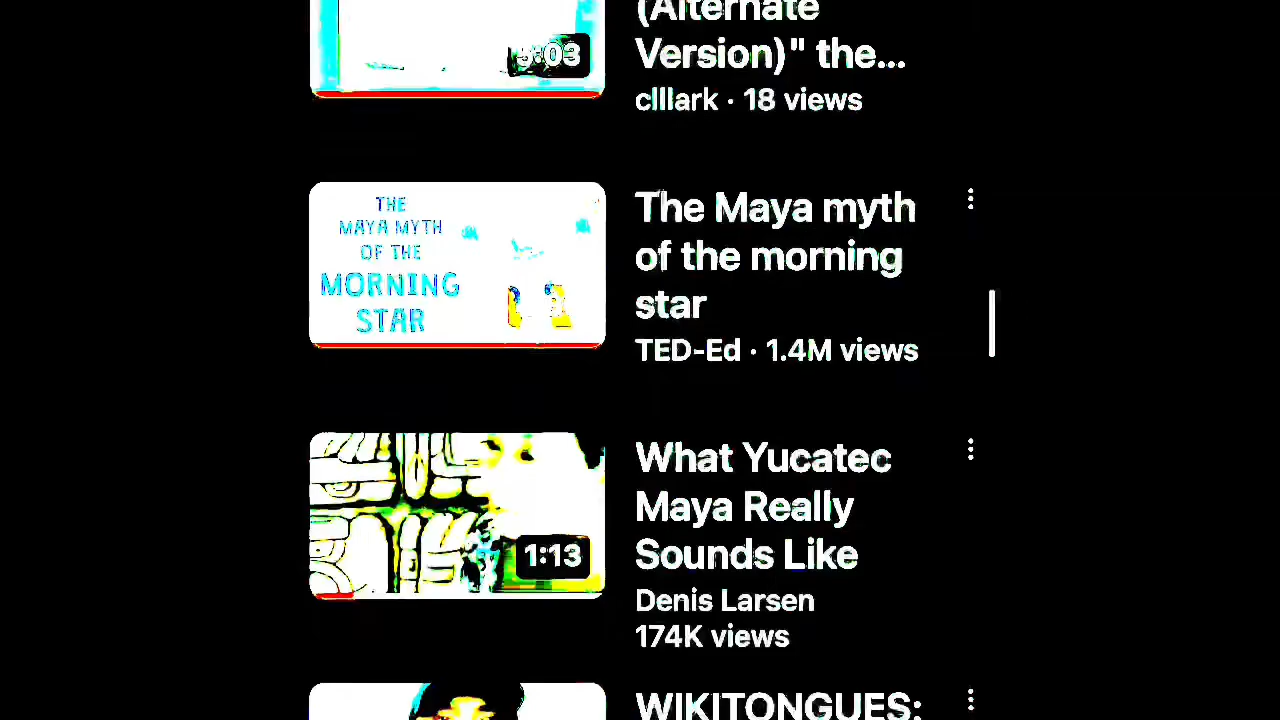 (Alternate
Version)" the...
clllark · 18 views
5:03
THE
MAYA MYTH
OF THE
MORNING
STAR
The Maya myth
of the morning
star
TED-Ed · 1.4M views
1:13
What Yucatec
Maya Really
Sounds Like
Denis Larsen
174K views
WIKITONGUES: